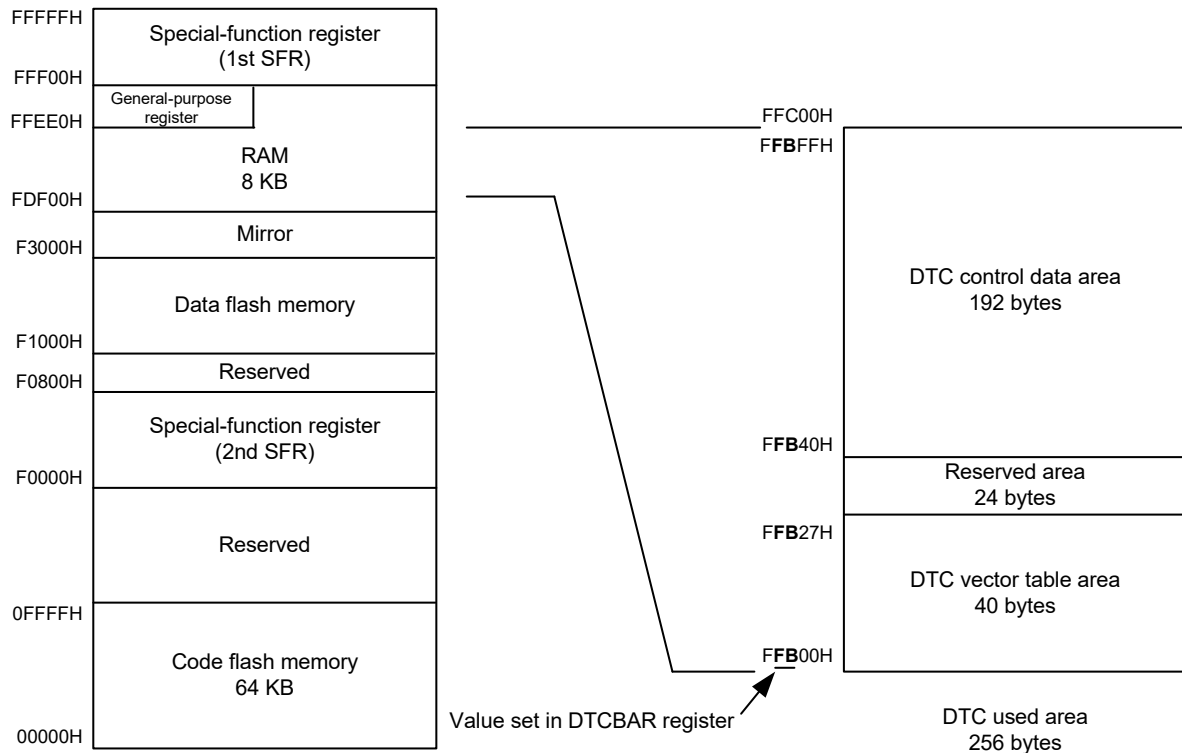 FFFFFH
Special-function register
(1st SFR)
FFF00H
General-purpose
register
FFEE0H
RAM
8 KB
FDF00H
Mirror
F3000H
Data flash memory
F1000H
Reserved
F0800H
Special-function register
(2nd SFR)
F0000H
Reserved
0FFFFH
Code flash memory
64 KB
00000H
FFC00H
FFBFFH
DTC control data area
192 bytes
FFB40H
Reserved area
24 bytes
FFB27H
DTC vector table area
40 bytes
FFB00H
Value set in DTCBAR register
DTC used area
256 bytes